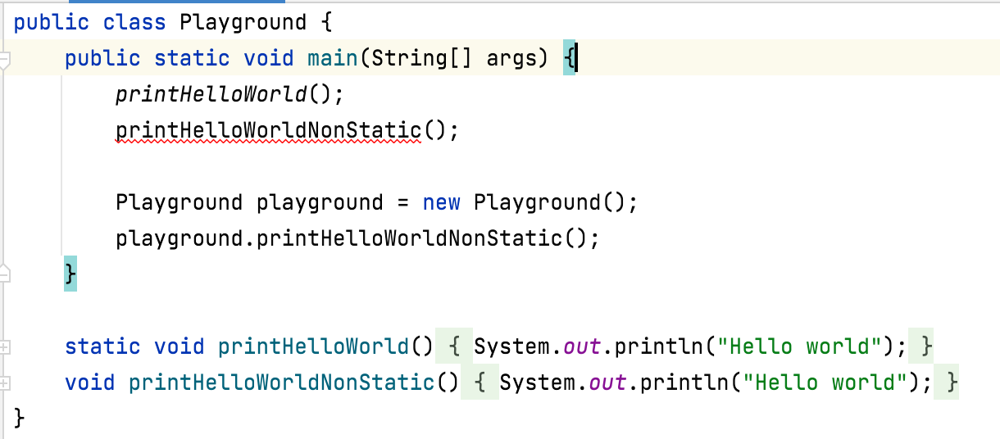 public class Playground {
    public static void main(String[] args) {
        printHelloWorld();
        printHelloWorldNonStatic();

        Playground playground = new Playground();
        playground.printHelloWorldNonStatic();
    }

    static void printHelloWorld() { System.out.println("Hello world"); }
    void printHelloWorldNonStatic() { System.out.println("Hello world"); }
}